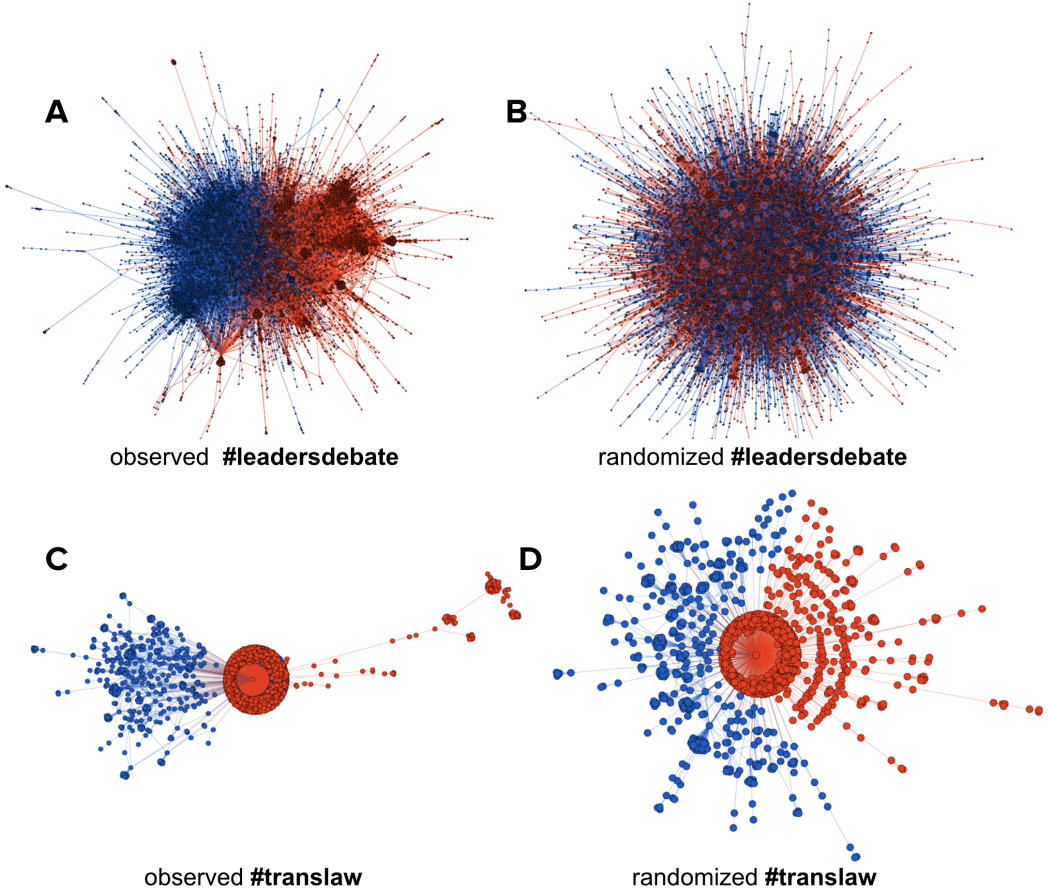 A
B
observed #leadersdebate
randomized #leadersdebate
C
D
observed #translaw
randomized #translaw